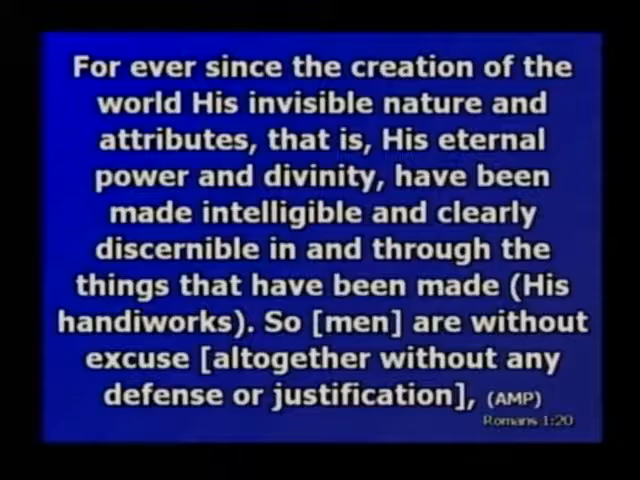 For ever since the creation of the
world His invisible nature and
attributes, that is, His eternal
power and divinity, have been
made intelligible and clearly
discernible in and through the
things that have been made (His
handiworks). So [men] are without
excuse [altogether without any
defense or justification], (AMP)
Romans 1:20